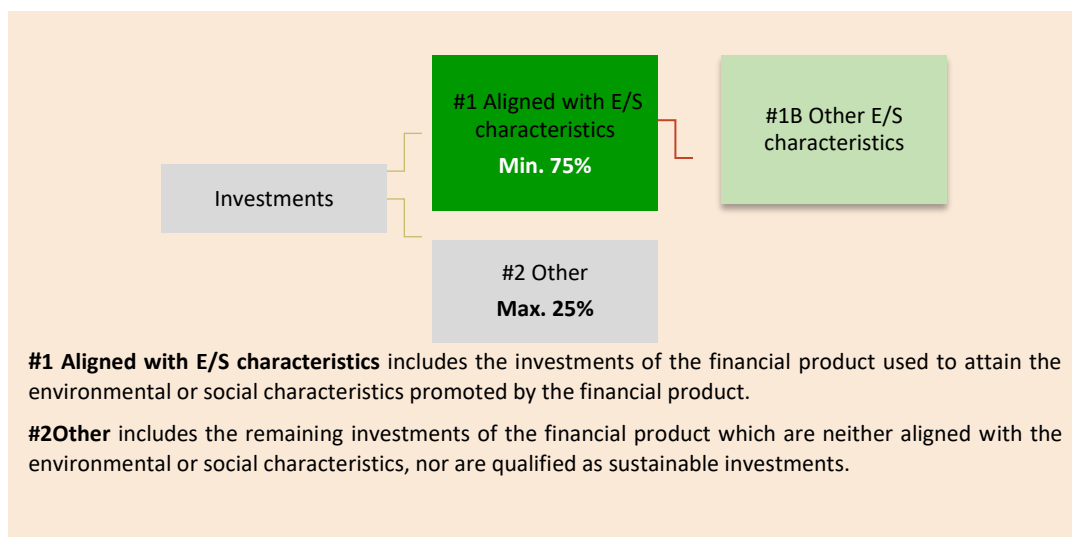 #1 Aligned with E/S
characteristics
Min. 75%
#1B Other E/S
characteristics
Investments
#2 Other
Max. 25%
#1 Aligned with E/S characteristics includes the investments of the financial product used to attain the
environmental or social characteristics promoted by the financial product.
#2Other includes the remaining investments of the financial product which are neither aligned with the
environmental or social characteristics, nor are qualified as sustainable investments.